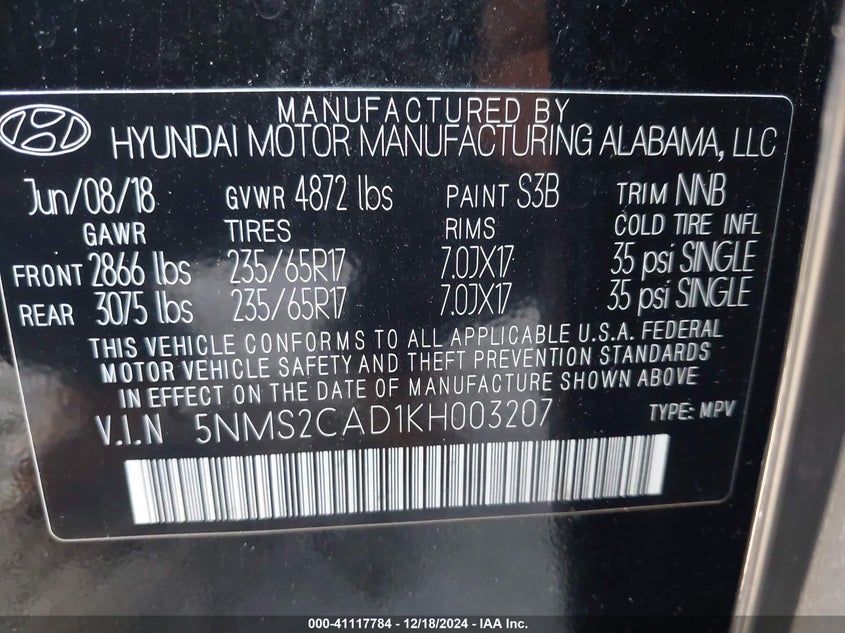 MANUFACTURED BY
HYUNDAI MOTOR MANUFACTURING ALABAMA, LLC
Jun/08/18 GVWR 4872 lbs PAINT S3B TRIM NNB
GAWR TIRES RIMS COLD TIRE INFL
FRONT 2866 lbs 235/65R17 7.0JX17 35 psi SINGLE
REAR 3075 lbs 235/65R17 7.0JX17 35 psi SINGLE
THIS VEHICLE CONFORMS TO ALL APPLICABLE U.S.A. FEDERAL
MOTOR VEHICLE SAFETY AND THEFT PREVENTION STANDARDS
IN EFFECT ON THE DATE OF MANUFACTURE SHOWN ABOVE.
V.I.N 5NMS2CAD1KH003207 TYPE: MPV
000-41117784 - 12/18/2024 - IAA Inc.